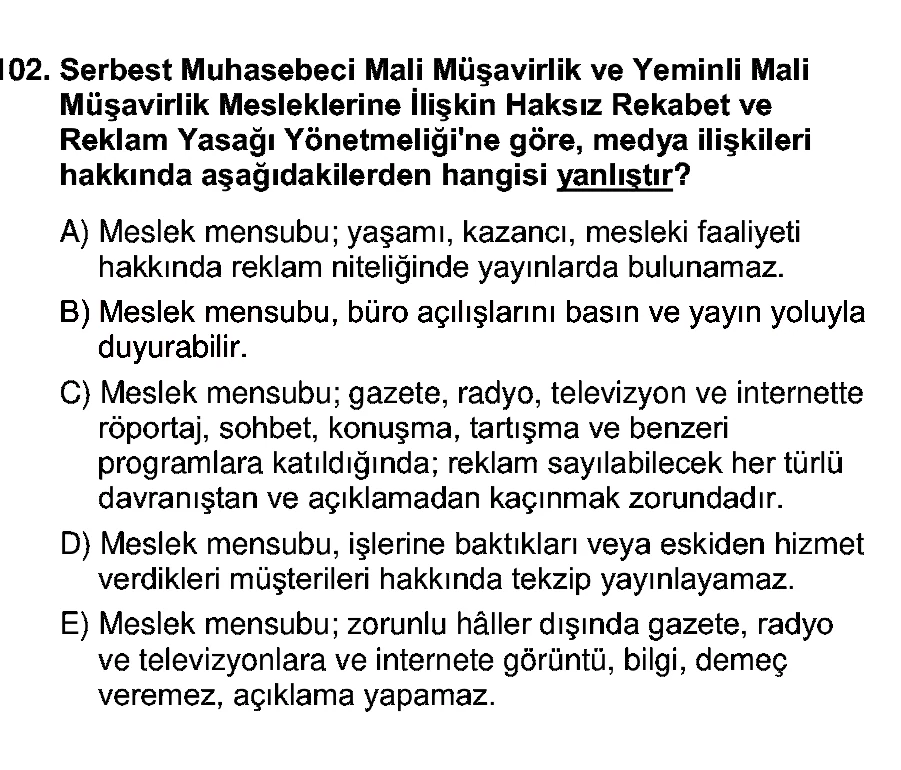 102. Serbest Muhasebeci Mali Müşavirlik ve Yeminli Mali
Müşavirlik Mesleklerine İlişkin Haksız Rekabet ve
Reklam Yasağı Yönetmeliği'ne göre, medya ilişkileri
hakkında aşağıdakilerden hangisi yanlıştır?
A) Meslek mensubu; yaşamı, kazancı, mesleki faaliyeti
hakkında reklam niteliğinde yayınlarda bulunamaz.
B) Meslek mensubu, büro açılışlarını basın ve yayın yoluyla
duyurabilir.
C) Meslek mensubu; gazete, radyo, televizyon ve internette
röportaj, sohbet, konuşma, tartışma ve benzeri
programlara katıldığında; reklam sayılabilecek her türlü
davranıştan ve açıklamadan kaçınmak zorundadır.
D) Meslek mensubu, işlerine baktıkları veya eskiden hizmet
verdikleri müşterileri hakkında tekzip yayınlayamaz.
E) Meslek mensubu; zorunlu hâller dışında gazete, radyo
ve televizyonlara ve internete görüntü, bilgi, demeç
veremez, açıklama yapamaz.